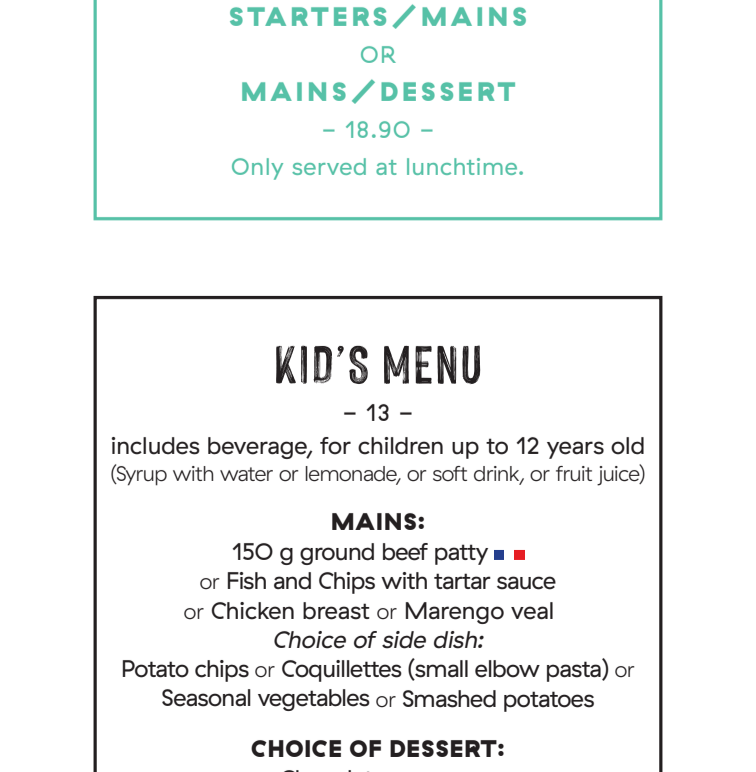 STARTERS/MAINS
OR
MAINS/DESSERT
– 18.90 –
Only served at lunchtime.
KID'S MENU
– 13 –
includes beverage, for children up to 12 years old
(Syrup with water or lemonade, or soft drink, or fruit juice)
MAINS:
150 g ground beef patty
or Fish and Chips with tartar sauce
or Chicken breast or Marengo veal
Choice of side dish:
Potato chips or Coquillettes (small elbow pasta) or
Seasonal vegetables or Smashed potatoes
CHOICE OF DESSERT: